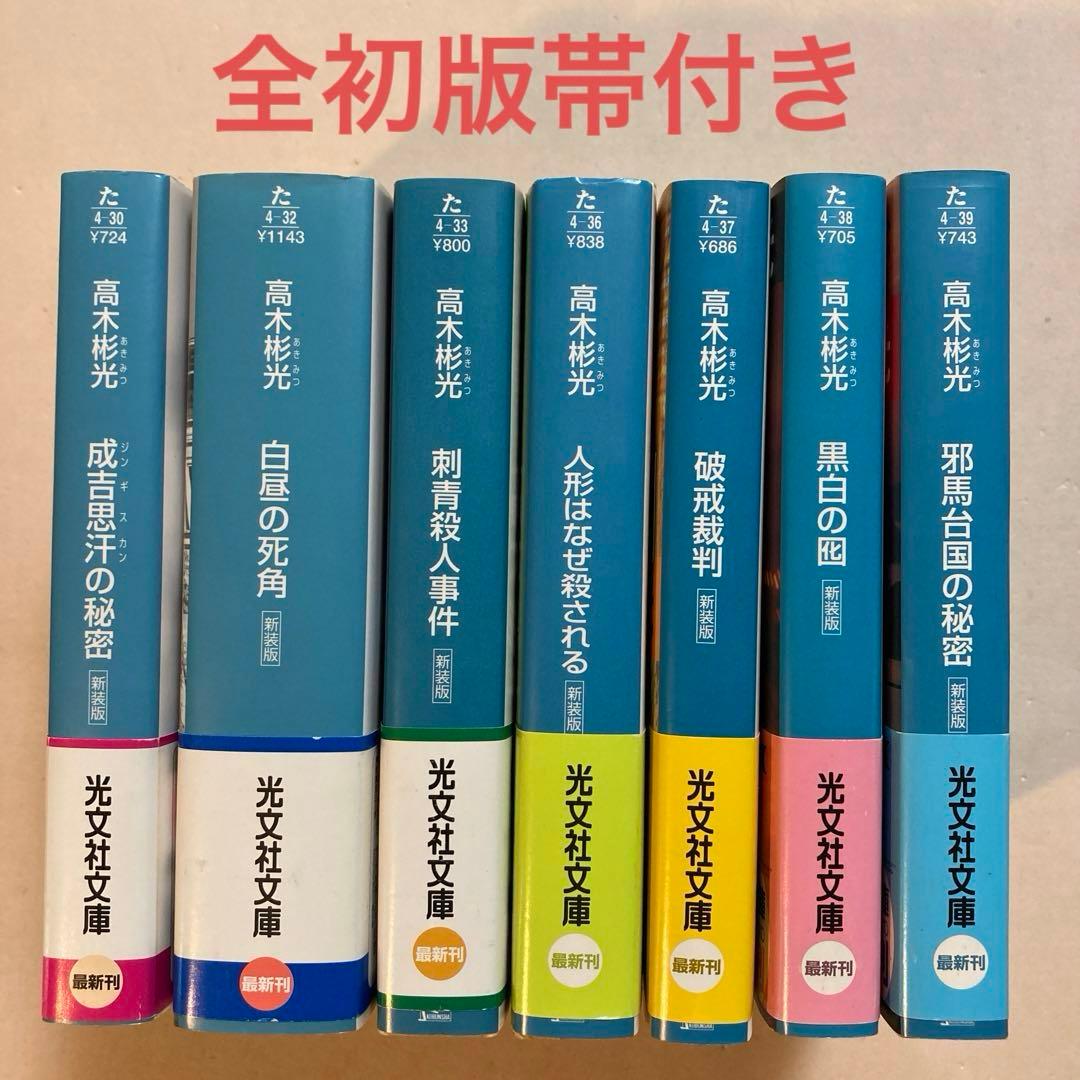 全初版帯付き
た
4-30
¥724
高木彬光
あきみつ
成吉思汗の秘密
ジンギスカン
新装版
光文社文庫
最新刊
た
4-32
¥1143
高木彬光
あきみつ
白昼の死角
新装版
光文社文庫
最新刊
た
4-33
¥800
高木彬光
あきみつ
刺青殺人事件
新装版
光文社文庫
最新刊
た
4-36
¥838
高木彬光
あきみつ
人形はなぜ殺される
新装版
光文社文庫
最新刊
た
4-37
¥686
高木彬光
あきみつ
破戒裁判
新装版
光文社文庫
最新刊
た
4-38
¥705
高木彬光
あきみつ
黒白の囮
新装版
光文社文庫
最新刊
た
4-39
¥743
高木彬光
あきみつ
邪馬台国の秘密
新装版
光文社文庫
最新刊